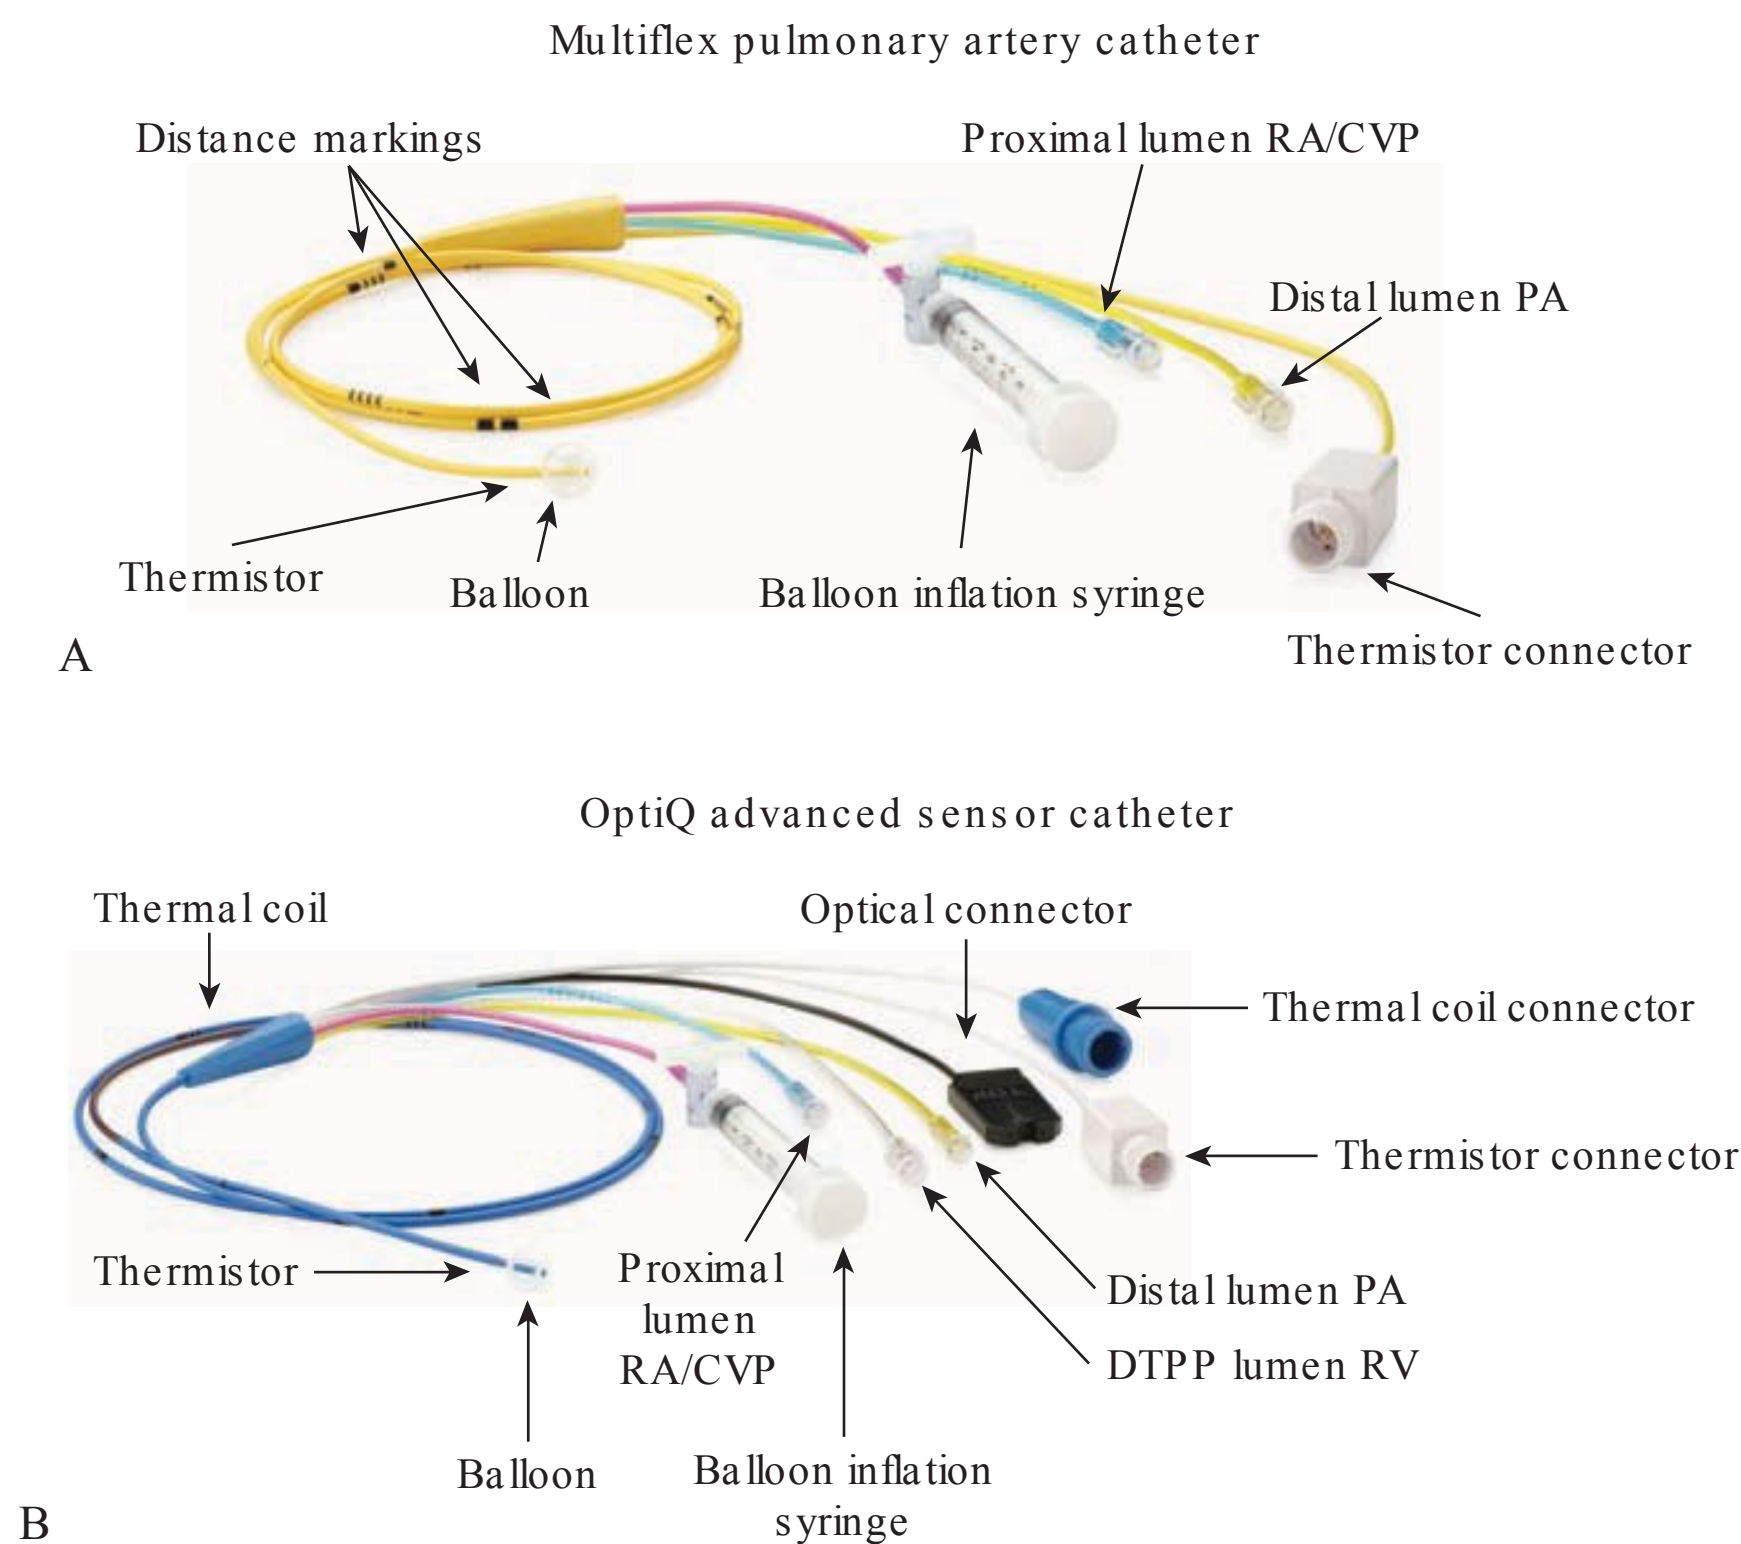 Multiflex pulmonary artery catheter
Distance markings
Proximal lumen RA/CVP
Distal lumen PA
Thermistor
Balloon
Balloon inflation syringe
Thermistor connector
A
OptiQ advanced sensor catheter
Thermal coil
Optical connector
Thermal coil connector
Thermistor connector
Thermistor
Proximal
lumen
RA/CVP
Distal lumen PA
DTPP lumen RV
Balloon
Balloon inflation
syringe
B